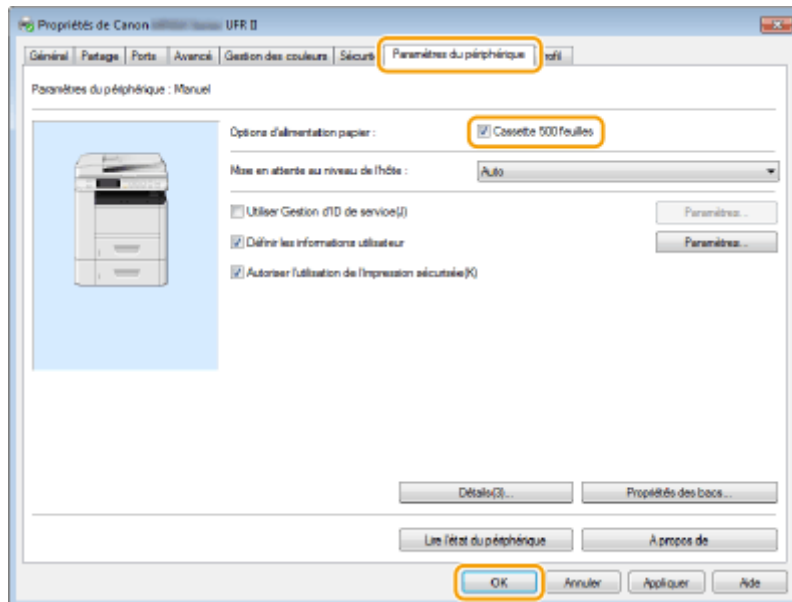 Propriétés de Canon UFR II
Général Partage Ports Avancé Gestion des couleurs Sécurité Paramètres du périphérique Profil
Paramètres du périphérique : Manuel
Options d'alimentation papier : Cassette 500 feuilles
Mise en attente au niveau de l'hôte : Auto
Utiliser Gestion d'ID de service(J) Paramètres...
Définir les informations utilisateur Paramètres...
Autoriser l'utilisation de l'impression sécurisée(K)
Détails(3)... Propriétés des bacs...
Lire l'état du périphérique A propos de
OK Annuler Appliquer Aide